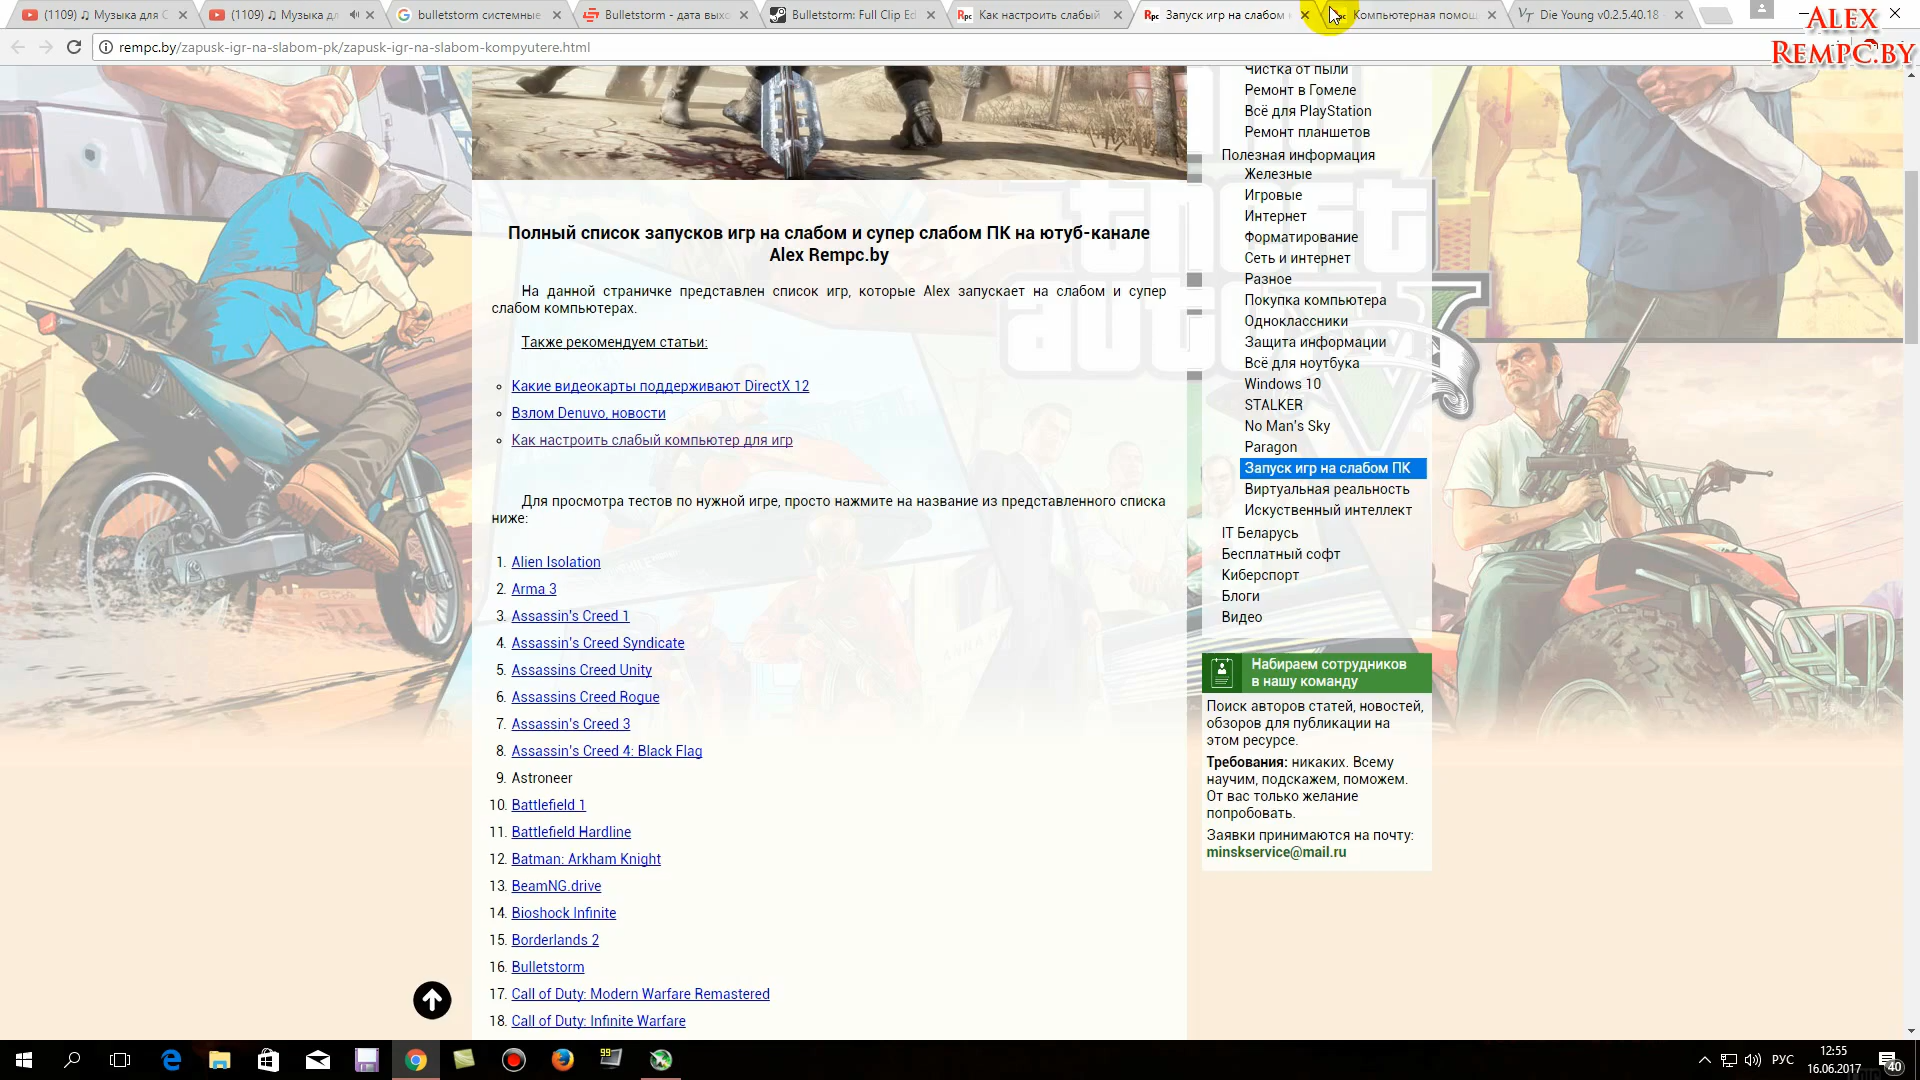 (1109) ♫ Музыка для С
(1109) ♫ Музыка дл
bulletstorm системные
Bulletstorm - дата выхо
Bulletstorm: Full Clip Ed
Rpc Как настроить слабый
Rpc Запуск игр на слабом
Компьютерная помощ
Die Young v0.2.5.40.18
Alex
Rempc.by
rempc.by/zapusk-igr-na-slabom-pk/zapusk-igr-na-slabom-kompyutere.html
Полный список запусков игр на слабом и супер слабом ПК на ютуб-канале
Alex Rempc.by
На данной страничке представлен список игр, которые Alex запускает на слабом и супер
слабом компьютерах.
Также рекомендуем статьи:
Какие видеокарты поддерживают DirectX 12
Взлом Denuvo, новости
Как настроить слабый компьютер для игр
Для просмотра тестов по нужной игре, просто нажмите на название из представленного списка
ниже:
1. Alien Isolation
2. Arma 3
3. Assassin's Creed 1
4. Assassin's Creed Syndicate
5. Assassins Creed Unity
6. Assassins Creed Rogue
7. Assassin's Creed 3
8. Assassin's Creed 4: Black Flag
9. Astroneer
10. Battlefield 1
11. Battlefield Hardline
12. Batman: Arkham Knight
13. BeamNG.drive
14. Bioshock Infinite
15. Borderlands 2
16. Bulletstorm
17. Call of Duty: Modern Warfare Remastered
18. Call of Duty: Infinite Warfare
Чистка от пыли
Ремонт в Гомеле
Всё для PlayStation
Ремонт планшетов
Полезная информация
Железные
Игровые
Интернет
Форматирование
Сеть и интернет
Разное
Покупка компьютера
Одноклассники
Защита информации
Всё для ноутбука
Windows 10
STALKER
No Man's Sky
Paragon
Запуск игр на слабом ПК
Виртуальная реальность
Искуственный интеллект
IT Беларусь
Бесплатный софт
Киберспорт
Блоги
Видео
Набираем сотрудников
в нашу команду
Поиск авторов статей, новостей,
обзоров для публикации на
этом ресурсе.
Требования: никаких. Всему
научим, подскажем, поможем.
От вас только желание
попробовать.
Заявки принимаются на почту:
minskservice@mail.ru
99
РУС
12:55
16.06.2017
40